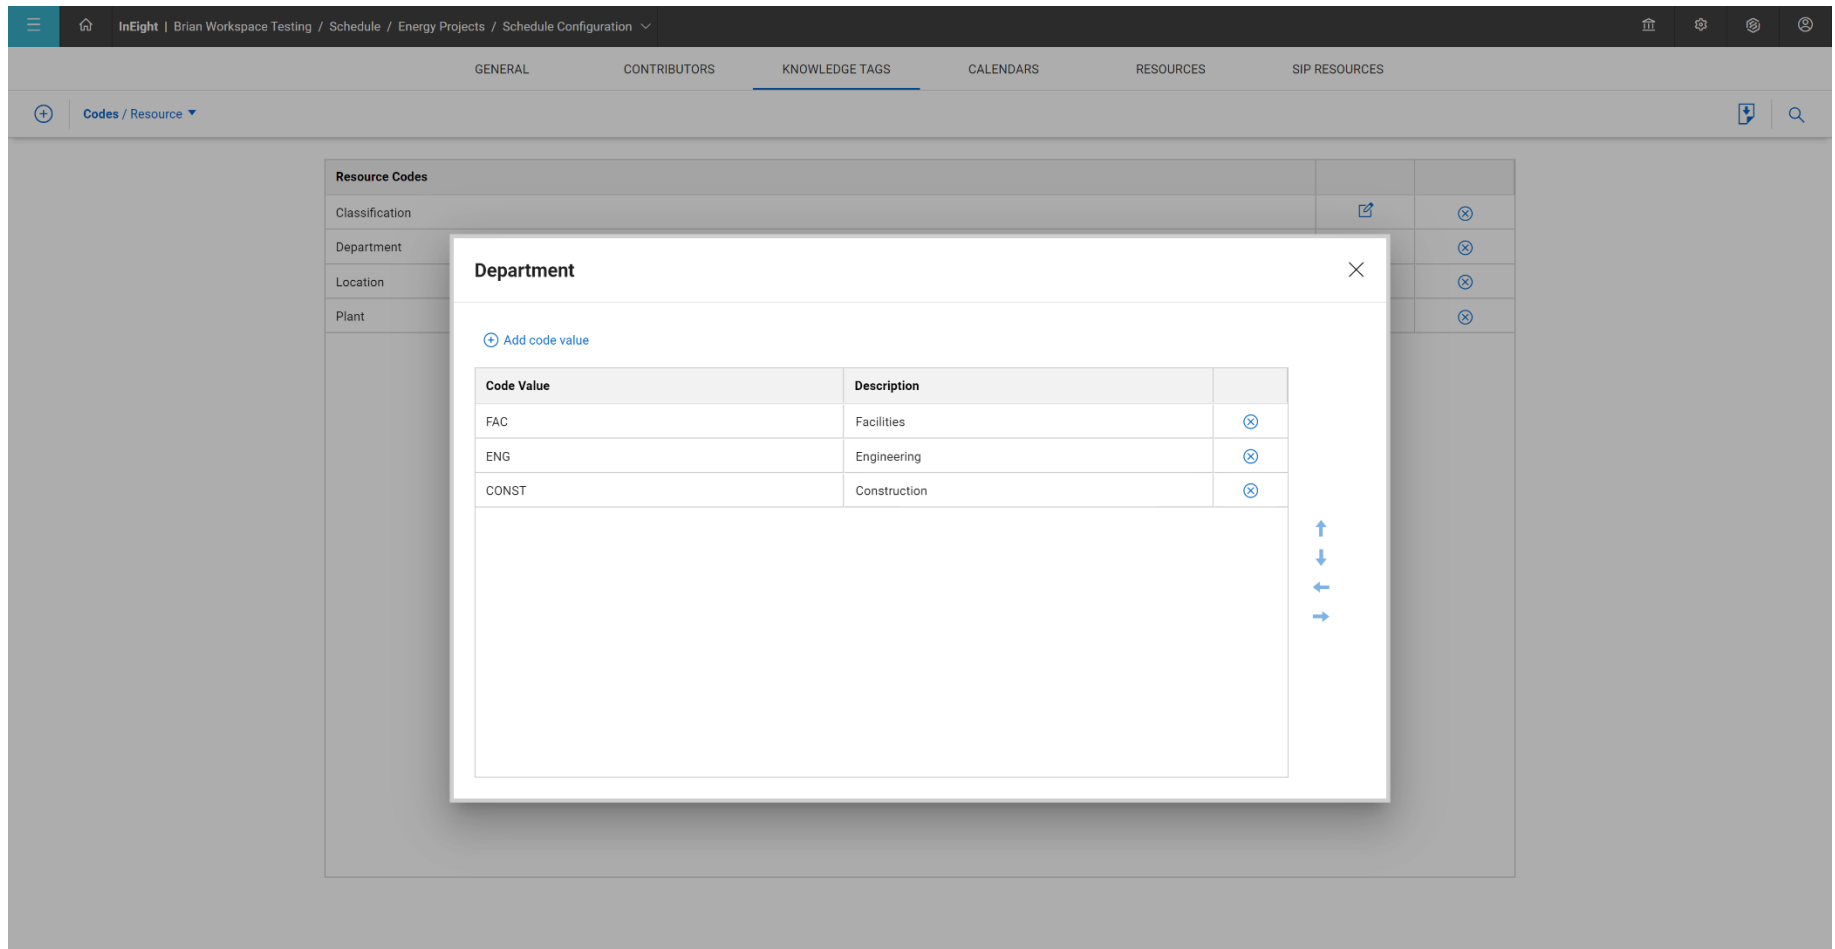 InEight | Brian Workspace Testing / Schedule / Energy Projects / Schedule Configuration
GENERAL CONTRIBUTORS KNOWLEDGE TAGS CALENDARS RESOURCES SIP RESOURCES
Codes / Resource
Resource Codes
Classification
Department
Location
Plant
Department
Add code value
Code Value Description
FAC Facilities
ENG Engineering
CONST Construction